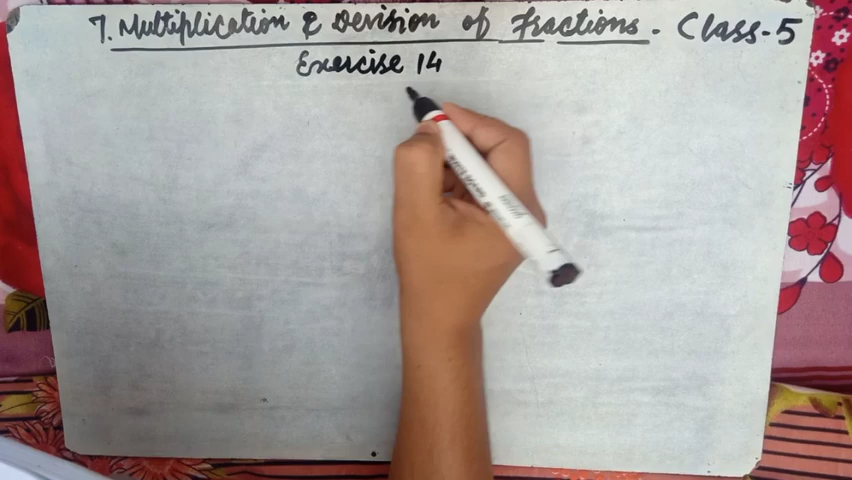 7. Multiplication & Devision of Fractions. Class-5
Exercise 14